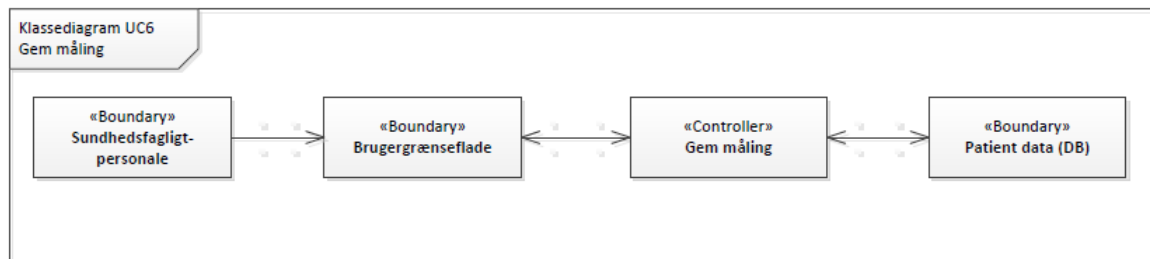 Klassediagram UC6
Gem måling
«Boundary»
Sundhedsfagligt-
personale
«Boundary»
Brugergrænseflade
«Controller»
Gem måling
«Boundary»
Patient data (DB)